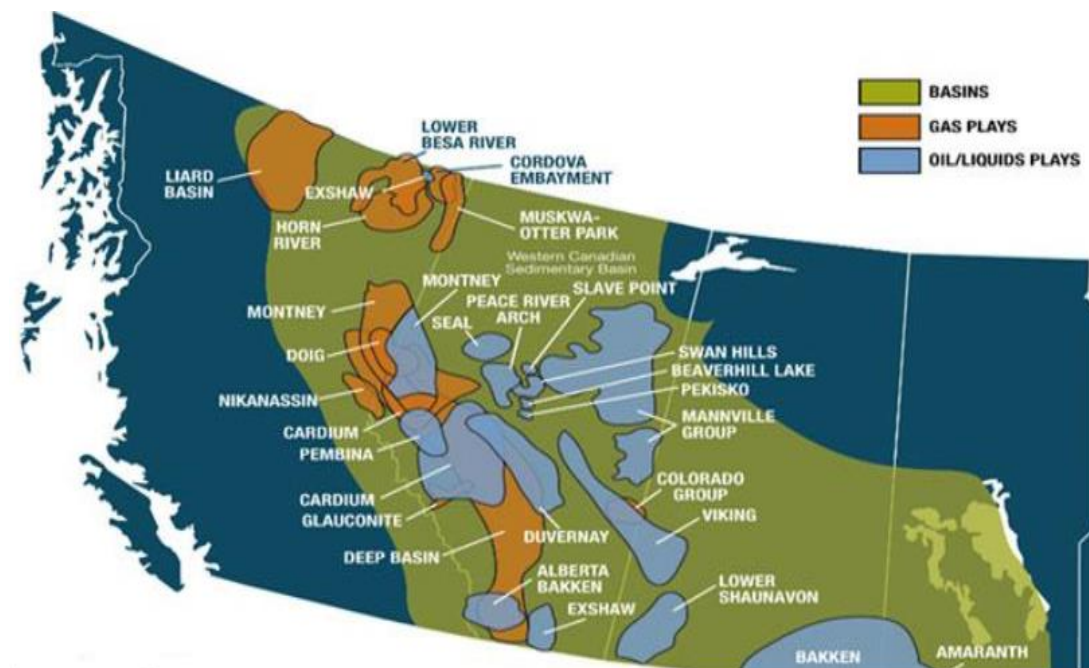 BASINS
GAS PLAYS
OIL/LIQUIDS PLAYS
LOWER
BESA RIVER
CORDOVA
EMBAYMENT
LIARD
BASIN
EXSHAW
HORN
RIVER
MUSKWA-
OTTER PARK
Western Canadian
Sedimentary Basin
MONTNEY
SLAVE POINT
PEACE RIVER
ARCH
MONTNEY
SEAL
DOIG
SWAN HILLS
BEAVERHILL LAKE
PEKISKO
NIKANASSIN
MANNVILLE
GROUP
CARDIUM
PEMBINA
CARDIUM
GLAUCONITE
COLORADO
GROUP
VIKING
DUVERNAY
DEEP BASIN
ALBERTA
BAKKEN
EXSHAW
LOWER
SHAUNAVON
BAKKEN
AMARANTH